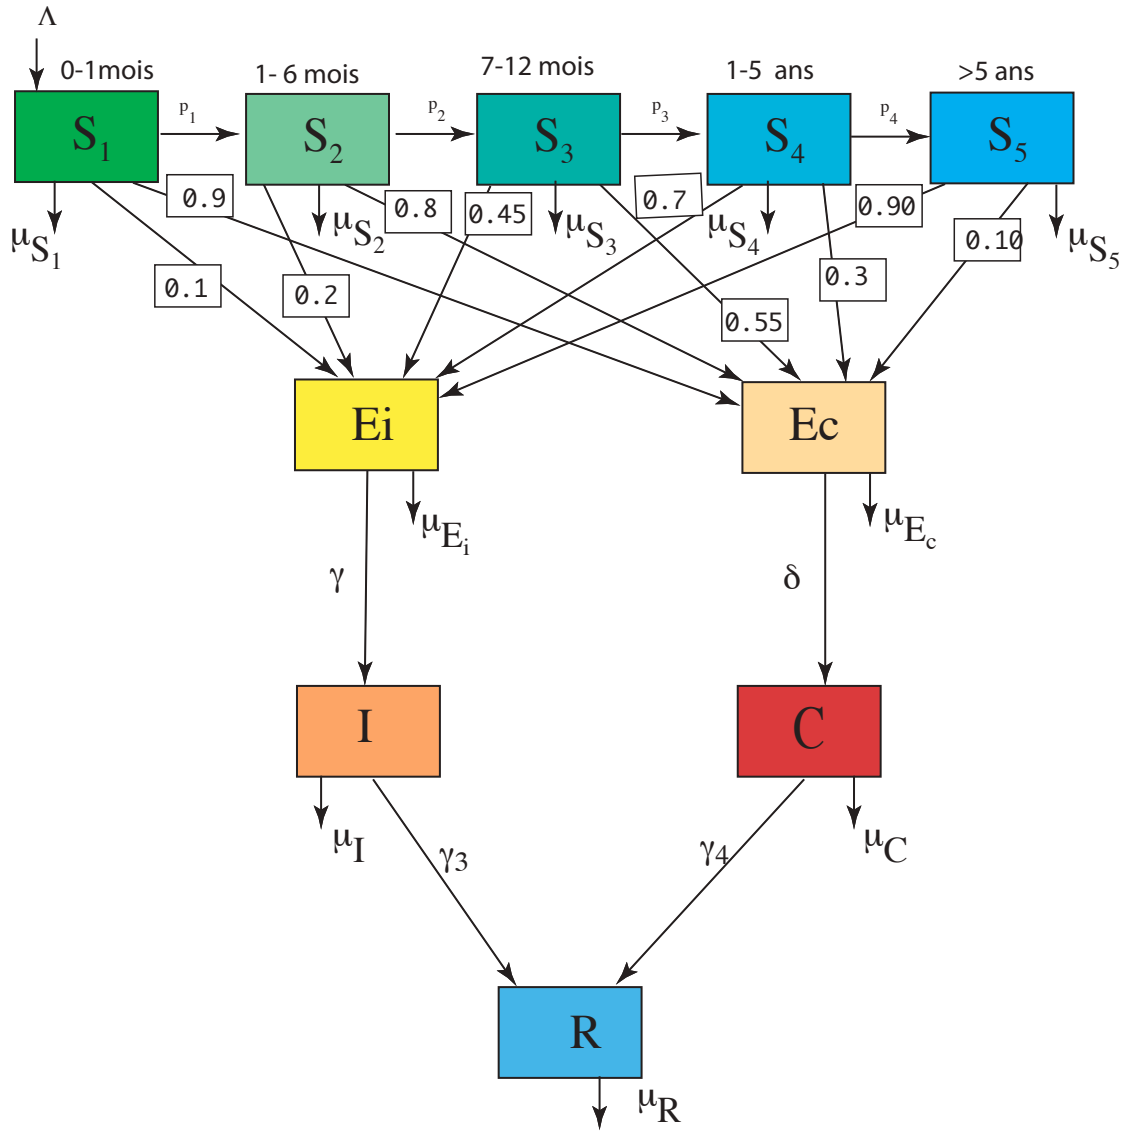 Λ
0-1mois
1- 6 mois
7-12 mois
1-5 ans
>5 ans
S1
p1
S2
p2
S3
p3
S4
p4
S5
μS1
0.9
μS2
0.8
0.45
μS3
0.7
μS4
0.90
0.10
μS5
0.1
0.2
0.55
0.3
Ei
Ec
μEi
μEc
γ
δ
I
C
μI
μC
γ3
γ4
R
μR